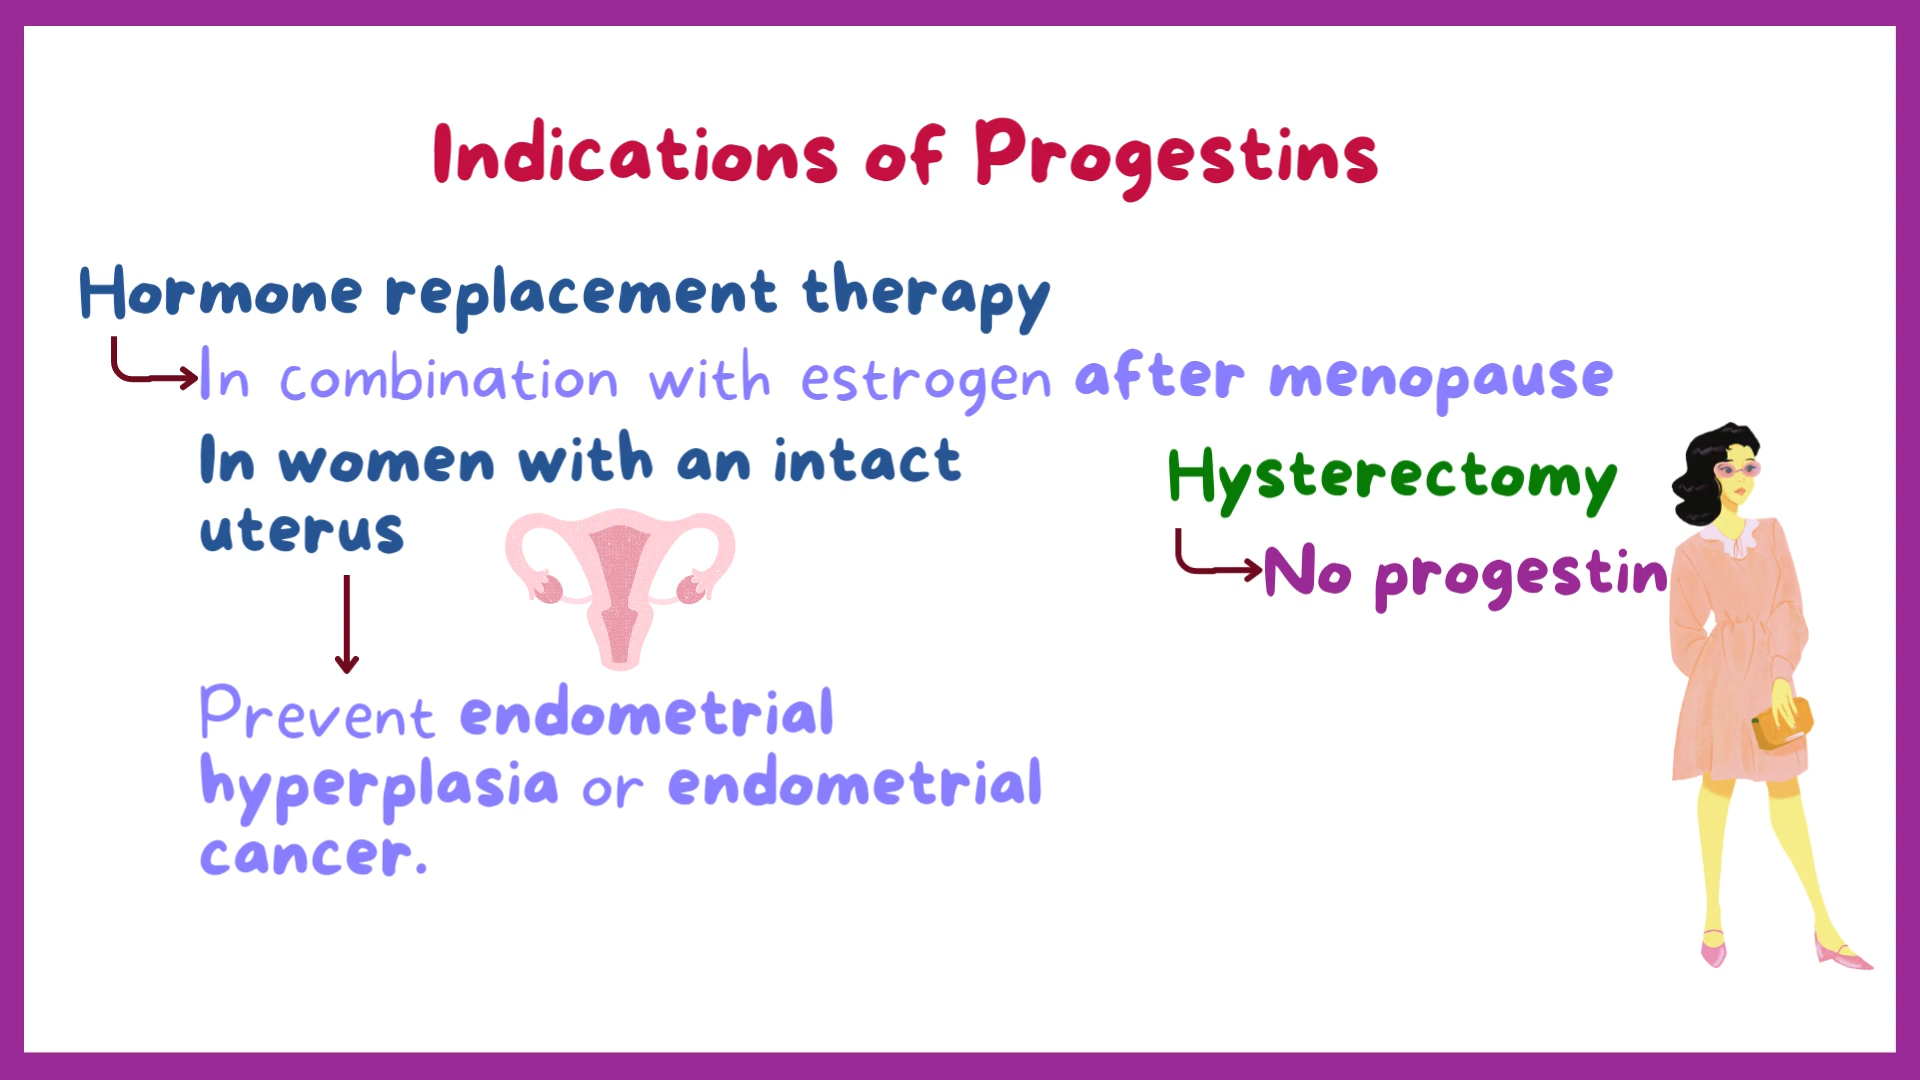 Indications of Progestins
Hormone replacement therapy
In combination with estrogen after menopause
In women with an intact
uterus
Prevent endometrial
hyperplasia or endometrial
cancer.
Hysterectomy
No progestin